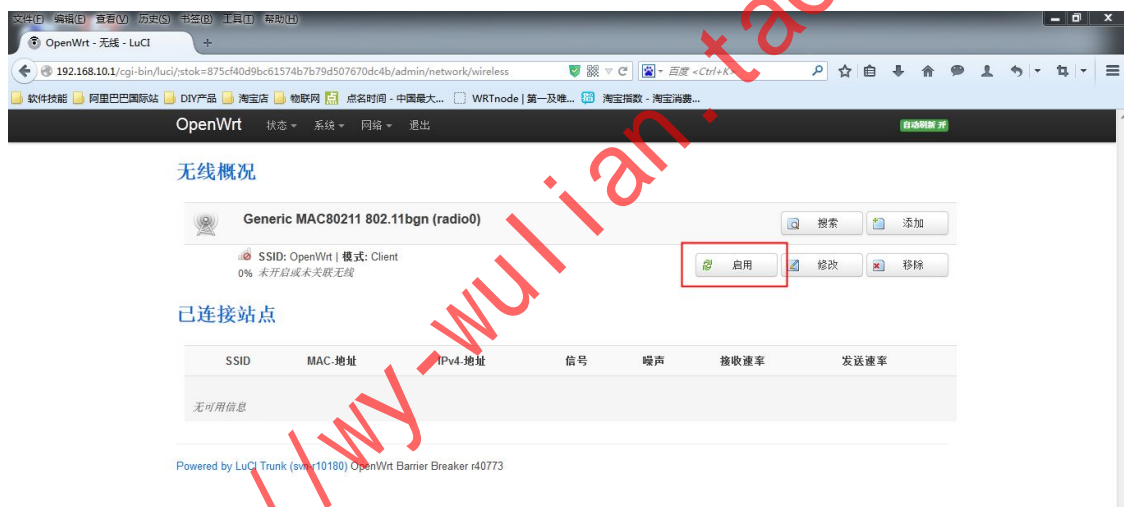 文件(F) 编辑(E) 查看(V) 历史(S) 书签(B) 工具(T) 帮助(H)
OpenWrt - 无线 - LuCI
192.168.10.1/cgi-bin/luci/;stok=875cf40d9bc61574b7b79d507670dc4b/admin/network/wireless
百度 <Ctrl+K>
软件技能 阿里巴巴国际站 DIY产品 淘宝店 物联网 点名时间 - 中国最大... WRTnode | 第一及唯... 淘宝指数 - 淘宝消费...
OpenWrt 状态 系统 网络 退出 自动刷新 开
无线概况
Generic MAC80211 802.11bgn (radio0) 搜索 添加
SSID: OpenWrt | 模式: Client 启用 修改 移除
0% 未开启或未关联无线
已连接站点
SSID MAC-地址 IPv4-地址 信号 噪声 接收速率 发送速率
无可用信息
Powered by LuCI Trunk (svn-r10180) OpenWrt Barrier Breaker r40773
//wy-wulian.tao